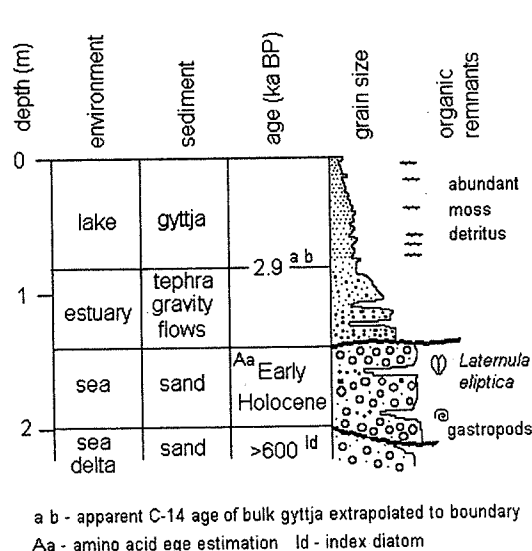 depth (m)
environment
sediment
age (ka BP)
grain size
organic
remnants
0
lake
gyttja
abundant
moss
detritus
2.9 a b
1
estuary
tephra
gravity
flows
sea
sand
Aa Early
Holocene
Laternula
eliptica
2
gastropods
sea
delta
sand
>600 Id
a b - apparent C-14 age of bulk gyttja extrapolated to boundary
Aa - amino acid ege estimation Id - index diatom